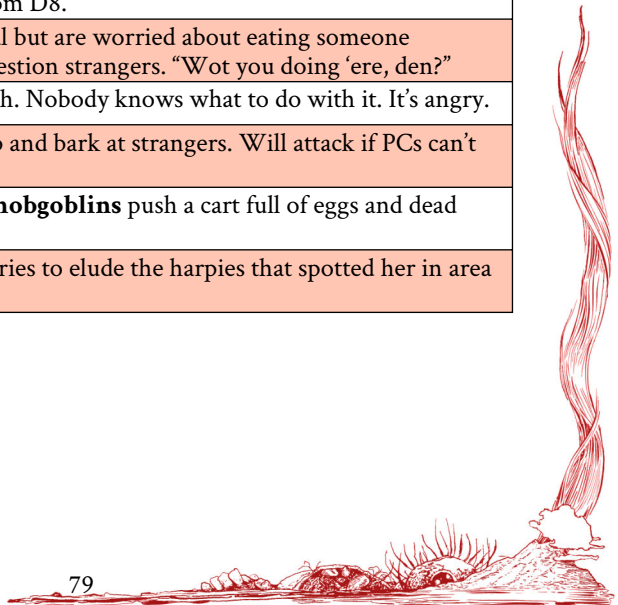 om D8.
l but are worried about eating someone
estion strangers. “Wot you doing ‘ere, den?”
h. Nobody knows what to do with it. It’s angry.
o and bark at strangers. Will attack if PCs can’t
nobgoblins push a cart full of eggs and dead
ries to elude the harpies that spotted her in area
79